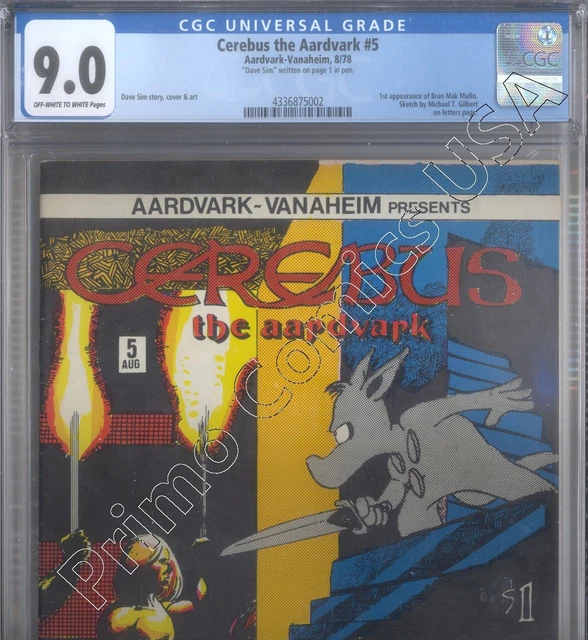 CGC UNIVERSAL GRADE
9.0
OFF-WHITE TO WHITE Pages
Cerebus the Aardvark #5
Aardvark-Vanaheim, 8/78
"Dave Sim" written on page 1 in pen.
Dave Sim story, cover & art
1st appearance of Bran Mak Mufin.
Sketch by Michael T. Gilbert
on letters page.
4336875002
CGC
AARDVARK-VANAHEIM PRESENTS
CEREBUS
the aardvark
5
AUG
Primo Comics USA